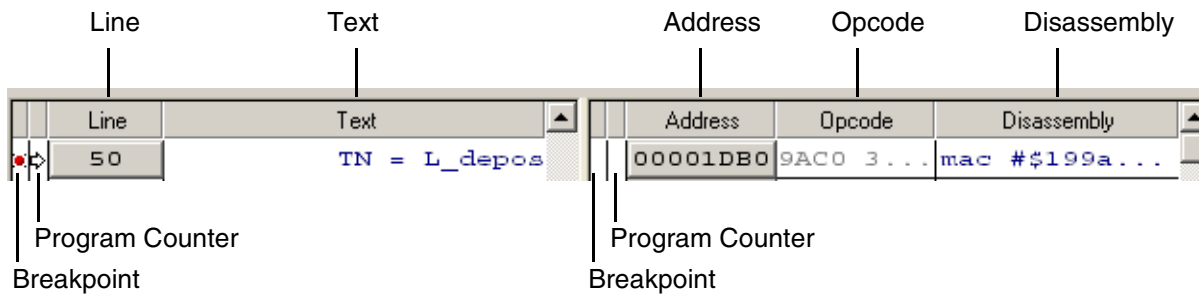 Line Text Address Opcode Disassembly
Line Text Address Opcode Disassembly
50 TN = L_depos 00001DB0 9AC0 3... mac #$199a...
Program Counter Program Counter
Breakpoint Breakpoint